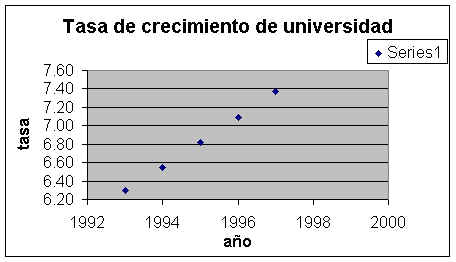 Tasa de crecimiento de universidad
Series1
7.60
7.40
7.20
7.00
6.80
6.60
6.40
6.20
tasa
1992 1994 1996 1998 2000
año